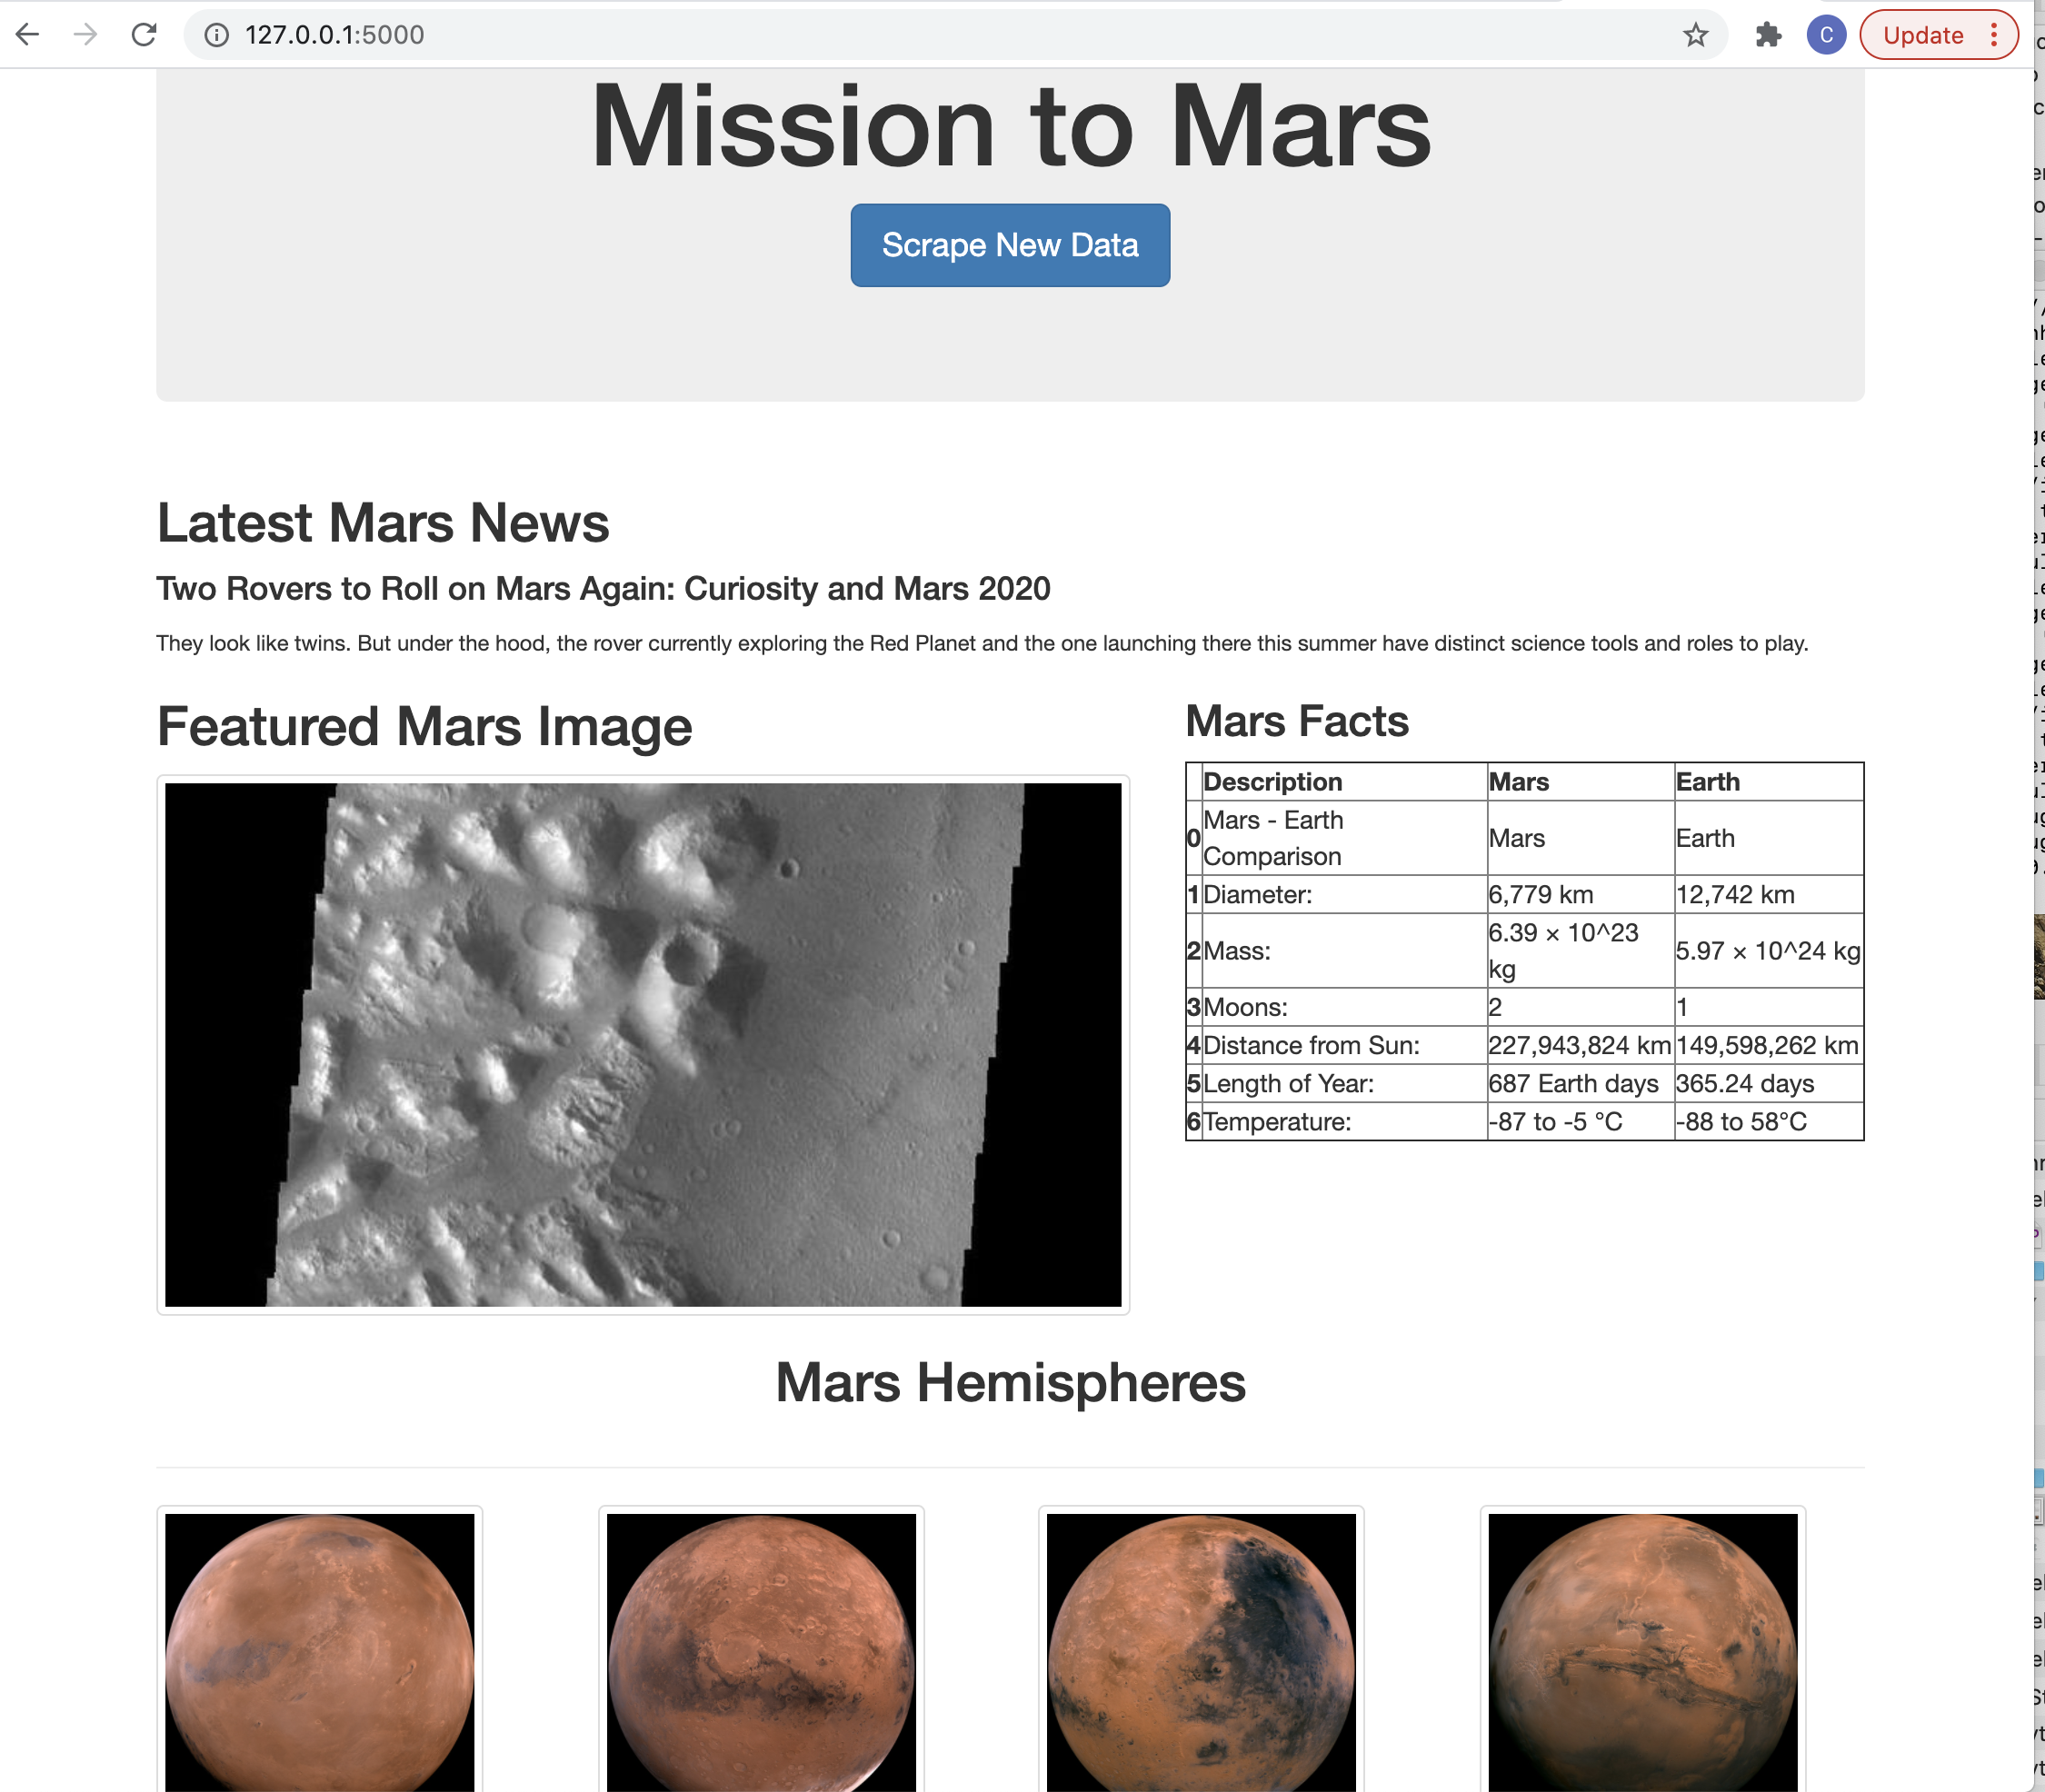 127.0.0.1:5000
C
Update
Mission to Mars
Scrape New Data
Latest Mars News
Two Rovers to Roll on Mars Again: Curiosity and Mars 2020
They look like twins. But under the hood, the rover currently exploring the Red Planet and the one launching there this summer have distinct science tools and roles to play.
Featured Mars Image
Mars Facts
Description Mars Earth
0 Mars - Earth
Comparison Mars Earth
1 Diameter: 6,779 km 12,742 km
2 Mass: 6.39 × 10^23
kg 5.97 × 10^24 kg
3 Moons: 2 1
4 Distance from Sun: 227,943,824 km 149,598,262 km
5 Length of Year: 687 Earth days 365.24 days
6 Temperature: -87 to -5 °C -88 to 58°C
Mars Hemispheres